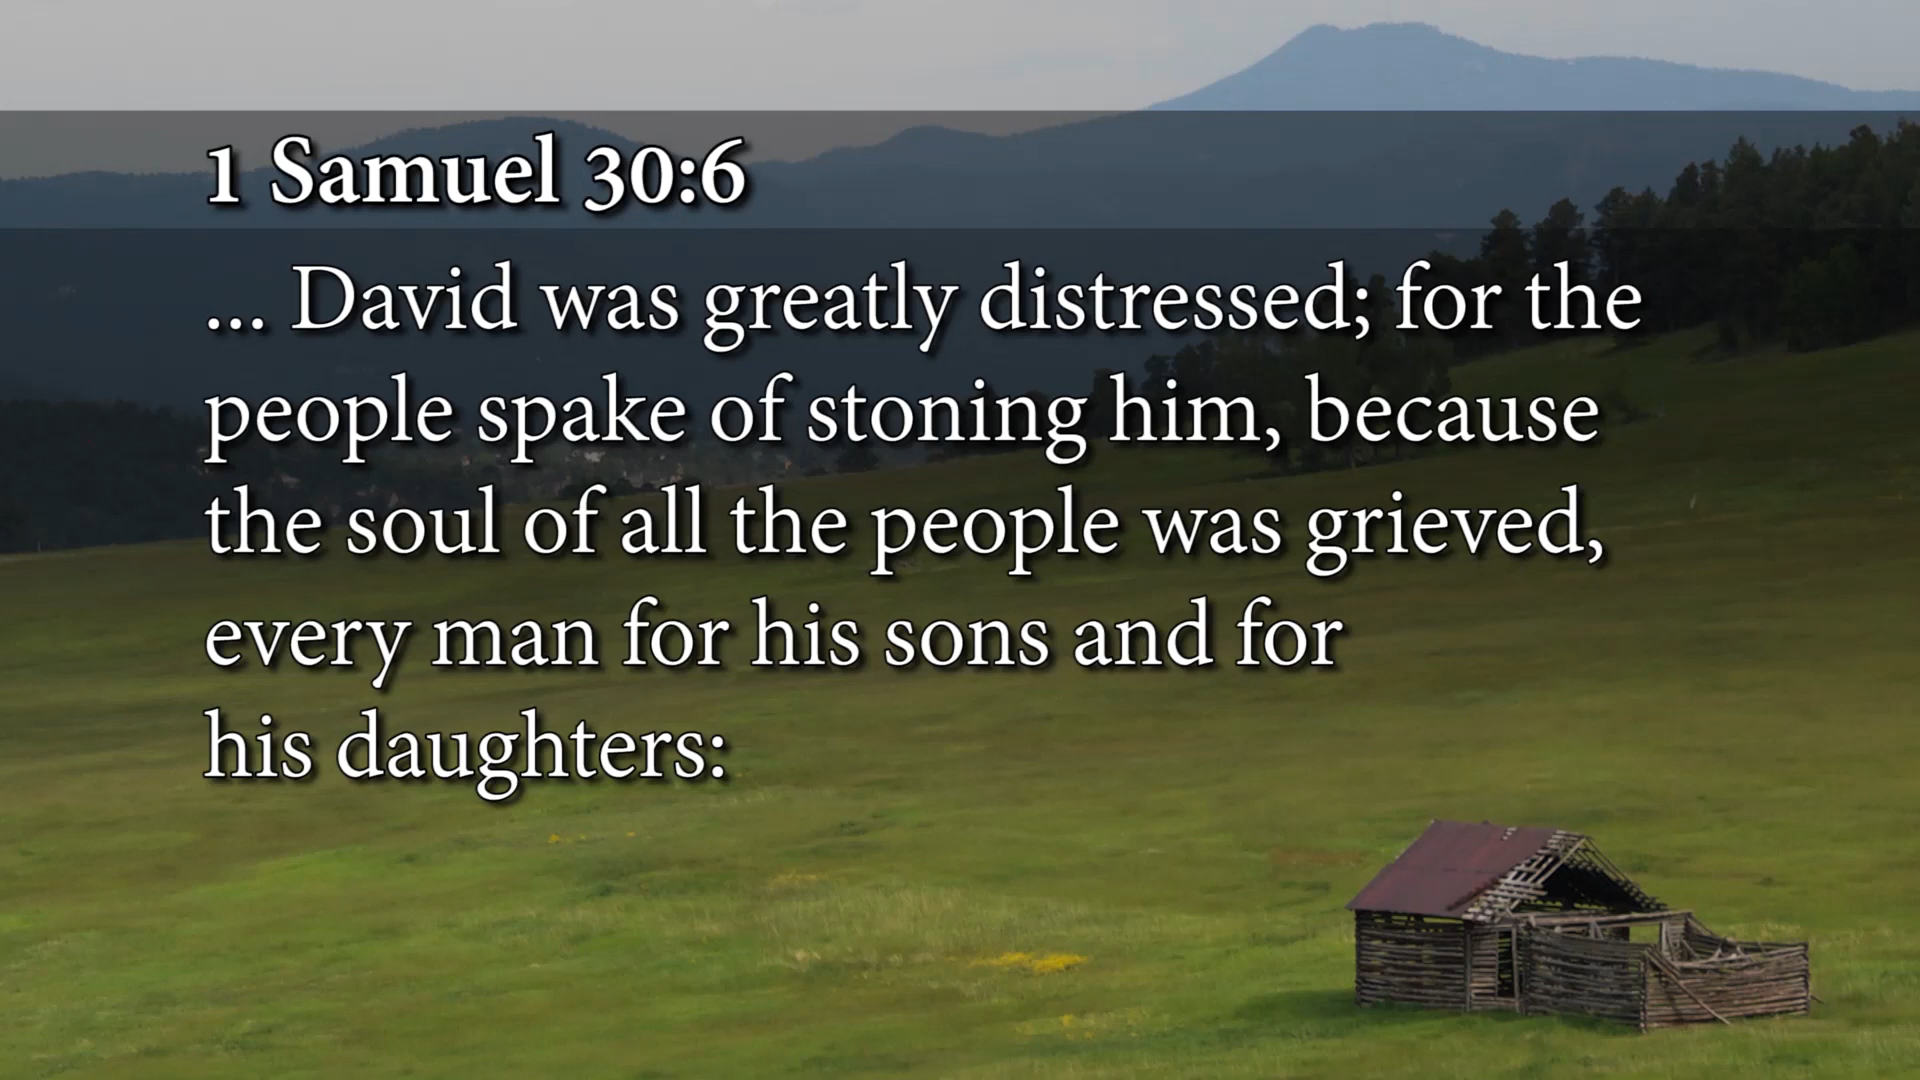 1 Samuel 30:6
... David was greatly distressed; for the
people spake of stoning him, because
the soul of all the people was grieved,
every man for his sons and for
his daughters: